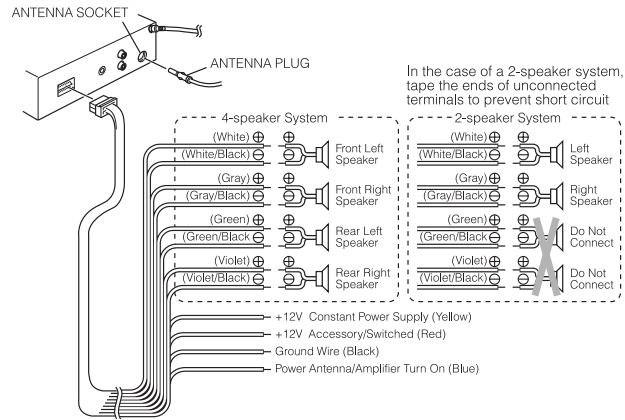 ANTENNA SOCKET
ANTENNA PLUG
In the case of a 2-speaker system,
tape the ends of unconnected
terminals to prevent short circuit
4-speaker System
(White) ⊕ ⊕
(White/Black) ⊖ ⊖
Front Left
Speaker
(Gray) ⊕ ⊕
(Gray/Black) ⊖ ⊖
Front Right
Speaker
(Green) ⊕ ⊕
(Green/Black ⊖ ⊖
Rear Left
Speaker
(Violet) ⊕ ⊕
(Violet/Black) ⊖ ⊖
Rear Right
Speaker
2-speaker System
(White) ⊕ ⊕
(White/Black) ⊖ ⊖
Left
Speaker
(Gray) ⊕ ⊕
(Gray/Black) ⊖ ⊖
Right
Speaker
(Green) ⊕ ⊕
(Green/Black ⊖ ⊖
Do Not
Connect
(Violet) ⊕ ⊕
(Violet/Black) ⊖ ⊖
Do Not
Connect
+12V Constant Power Supply (Yellow)
+12V Accessory/Switched (Red)
Ground Wire (Black)
Power Antenna/Amplifier Turn On (Blue)